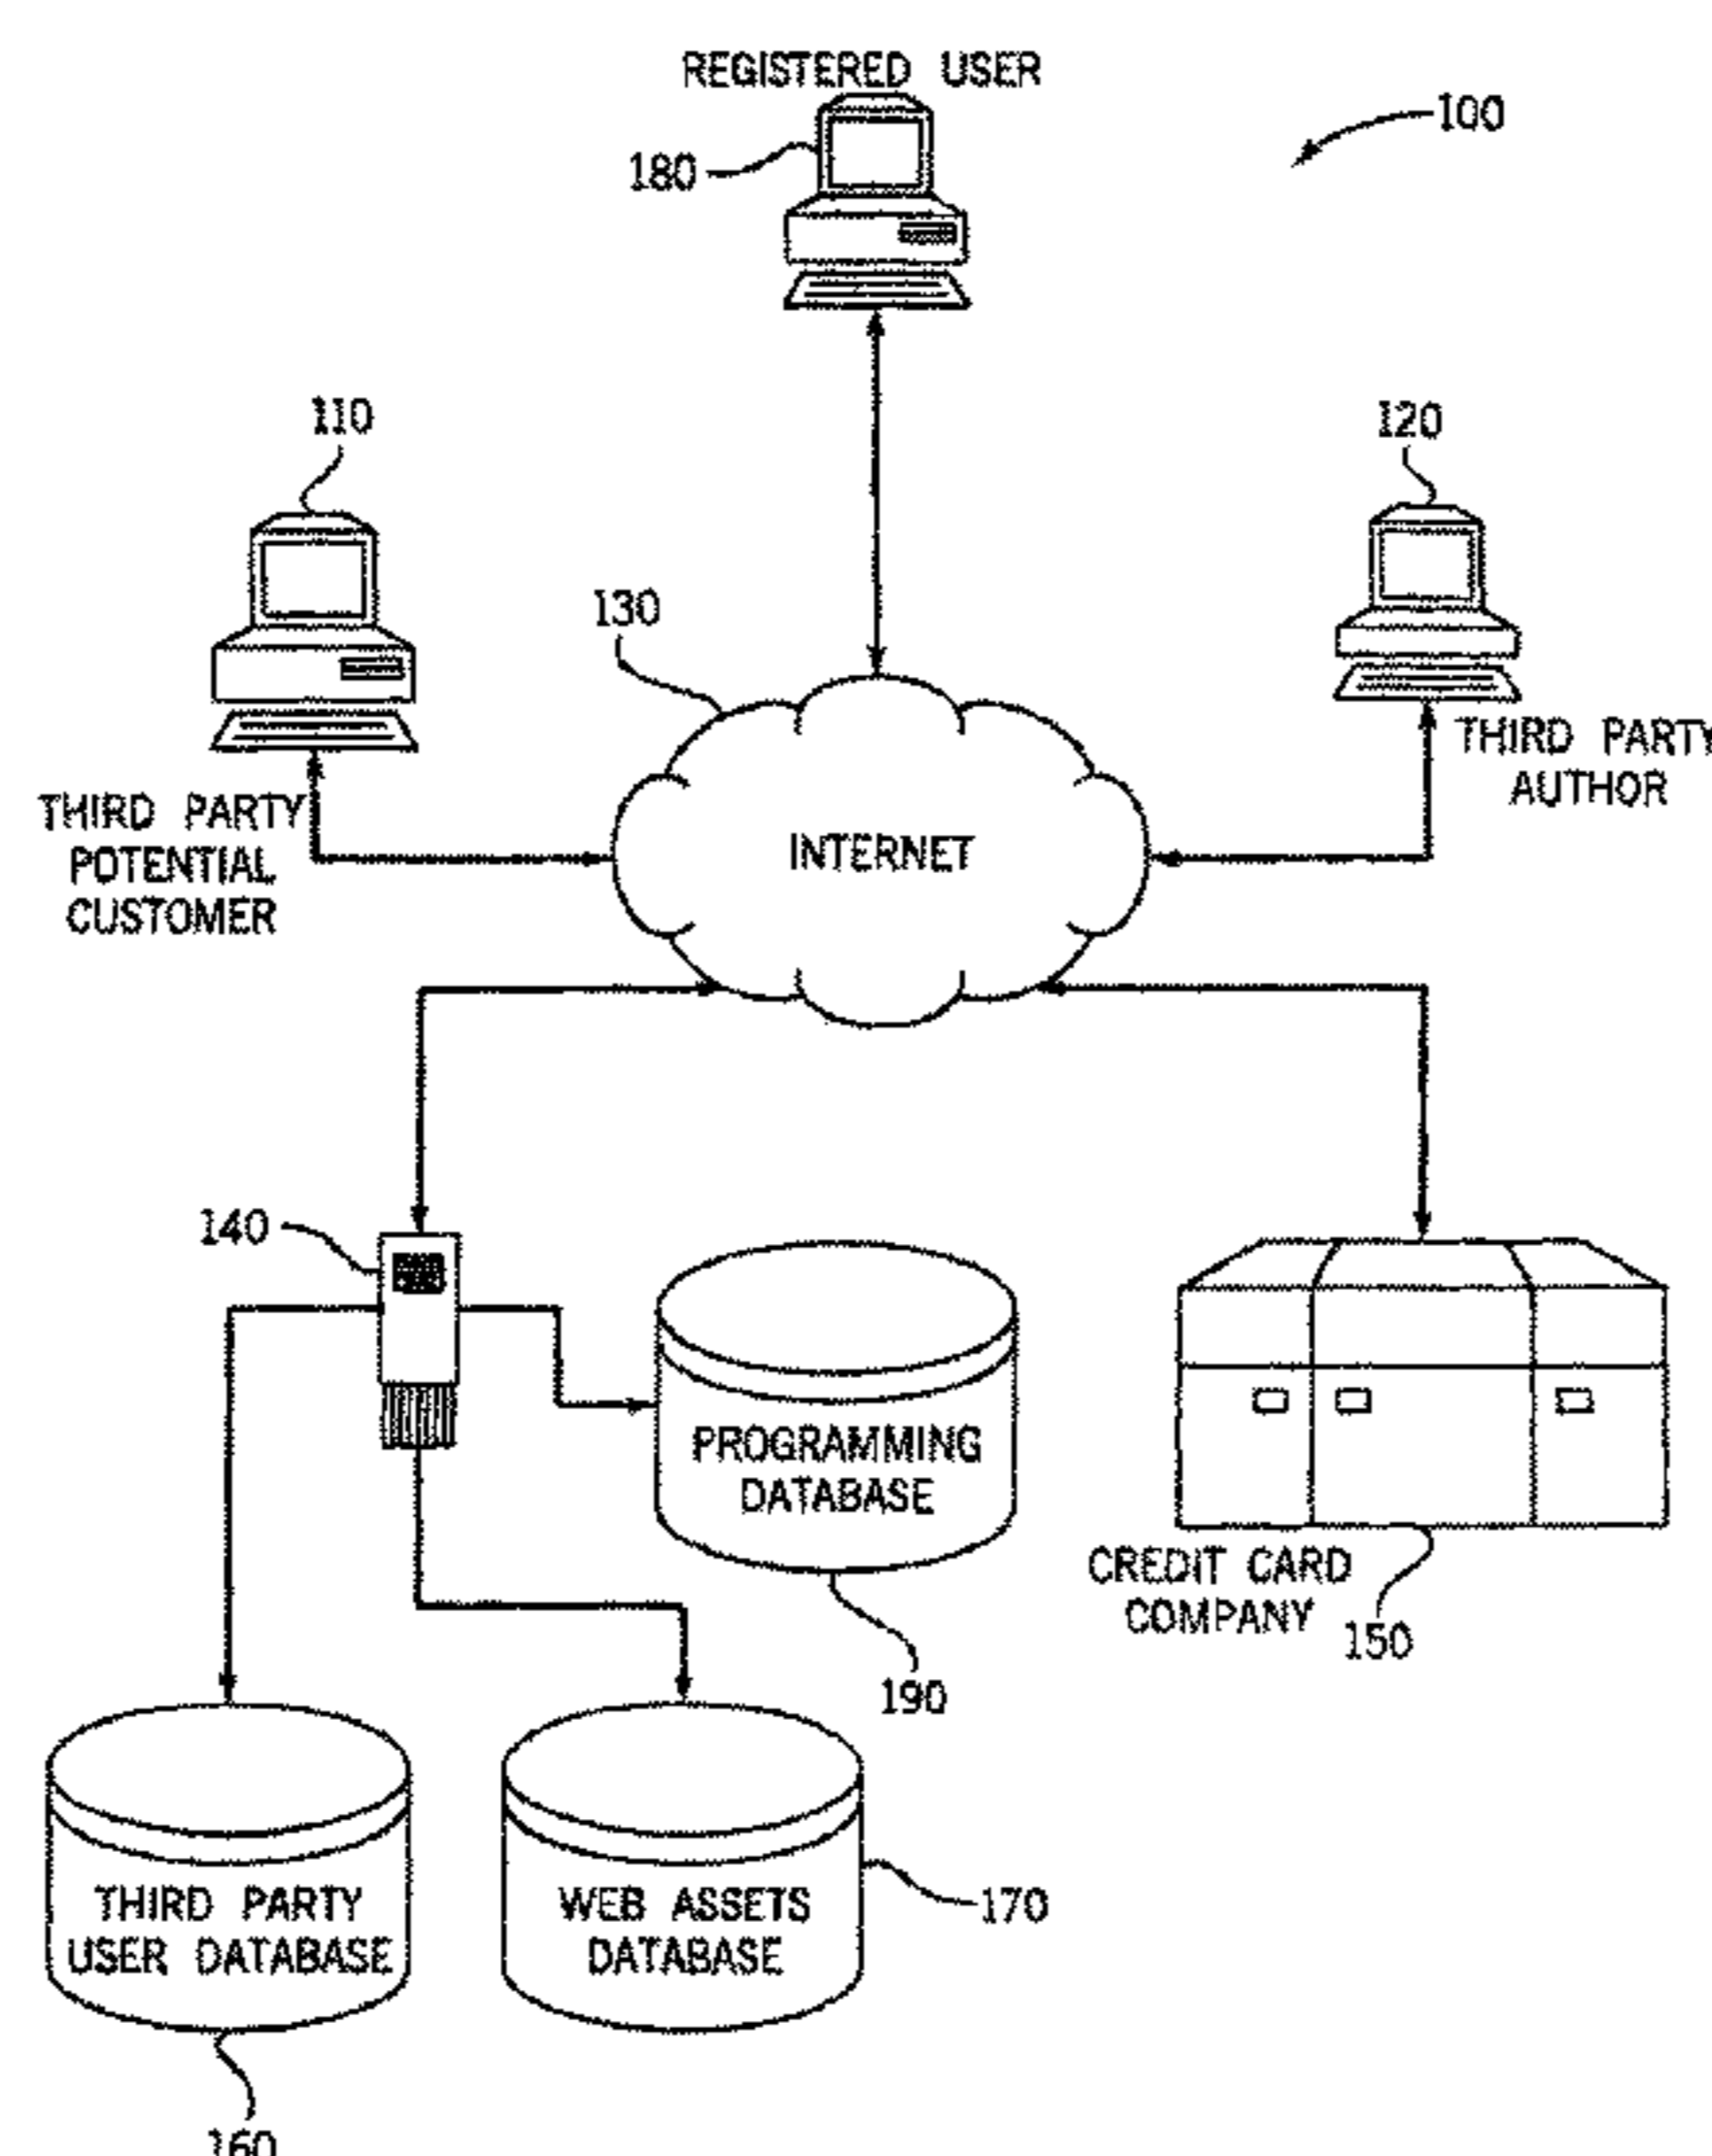 REGISTERED USER
100
180
110
120
130
THIRD PARTY
AUTHOR
THIRD PARTY
POTENTIAL
CUSTOMER
INTERNET
140
PROGRAMMING
DATABASE
CREDIT CARD
COMPANY
150
190
THIRD PARTY
USER DATABASE
WEB ASSETS
DATABASE
170
160